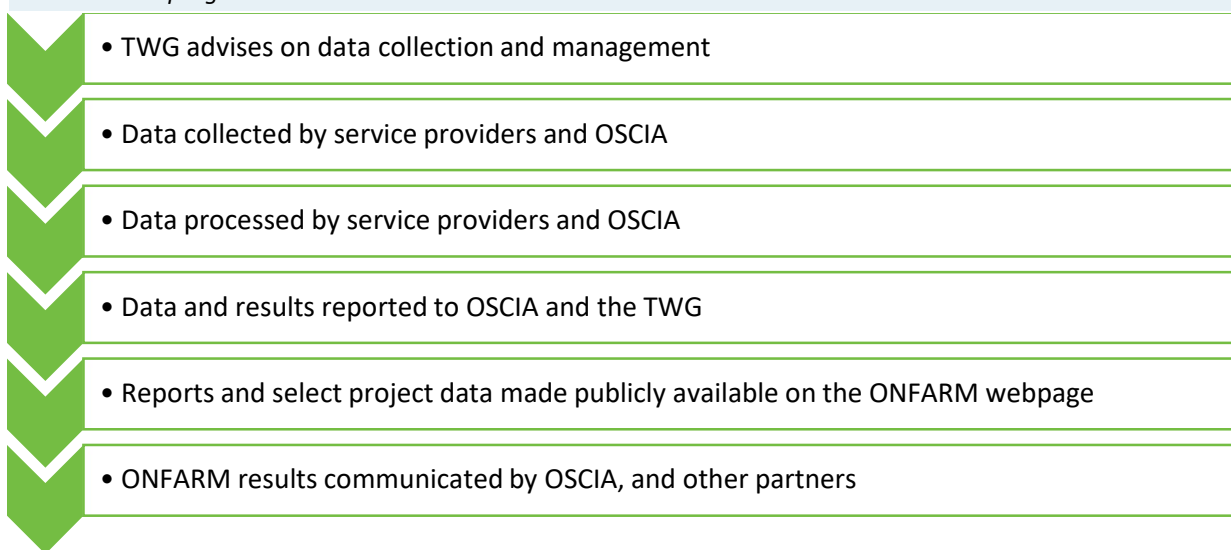 • TWG advises on data collection and management
• Data collected by service providers and OSCIA
• Data processed by service providers and OSCIA
• Data and results reported to OSCIA and the TWG
• Reports and select project data made publicly available on the ONFARM webpage
• ONFARM results communicated by OSCIA, and other partners